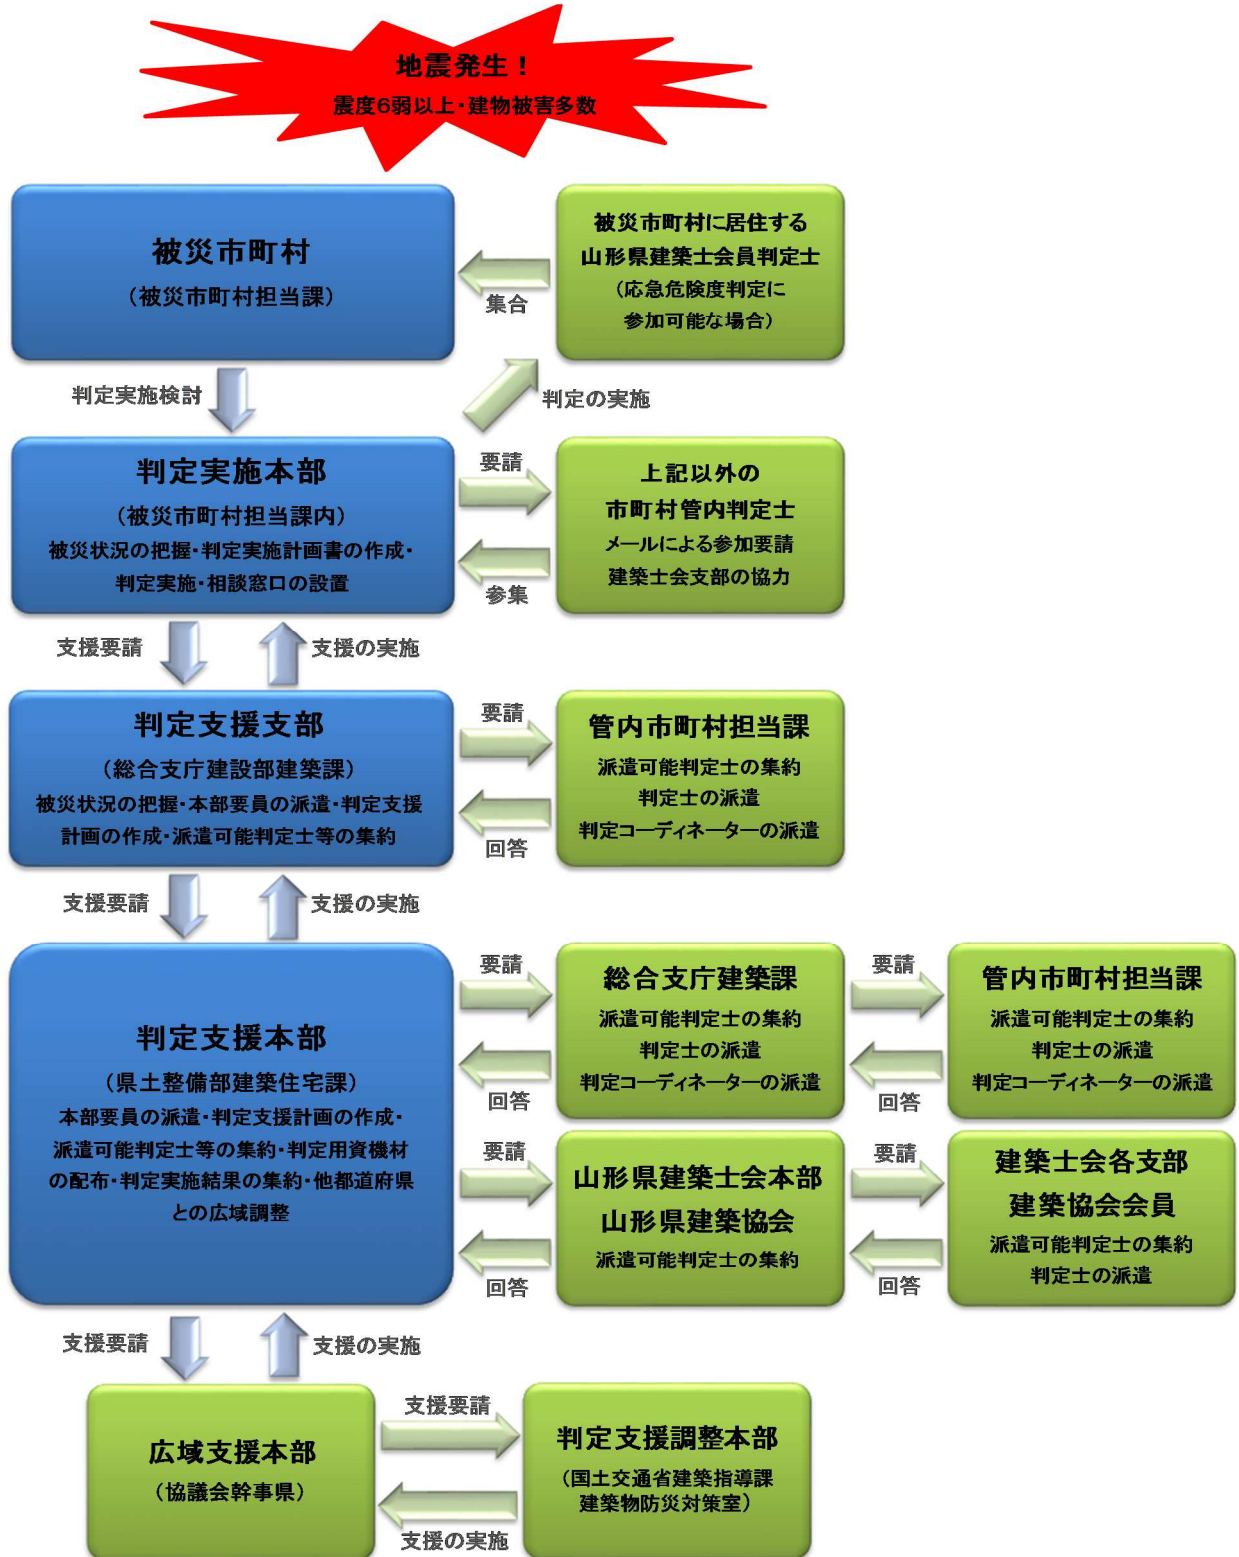 地震発生！
震度6弱以上・建物被害多数
被災市町村
（被災市町村担当課）
集合
被災市町村に居住する
山形県建築士会員判定士
（応急危険度判定に
参加可能な場合）
判定実施検討
判定の実施
判定実施本部
（被災市町村担当課内）
被災状況の把握・判定実施計画書の作成・
判定実施・相談窓口の設置
要請
参集
上記以外の
市町村管内判定士
メールによる参加要請
建築士会支部の協力
支援要請
支援の実施
判定支援支部
（総合支庁建設部建築課）
被災状況の把握・本部要員の派遣・判定支援
計画の作成・派遣可能判定士等の集約
要請
回答
管内市町村担当課
派遣可能判定士の集約
判定士の派遣
判定コーディネーターの派遣
支援要請
支援の実施
判定支援本部
（県土整備部建築住宅課）
本部要員の派遣・判定支援計画の作成・
派遣可能判定士等の集約・判定用資機材
の配布・判定実施結果の集約・他都道府県
との広域調整
要請
回答
総合支庁建築課
派遣可能判定士の集約
判定士の派遣
判定コーディネーターの派遣
要請
回答
管内市町村担当課
派遣可能判定士の集約
判定士の派遣
判定コーディネーターの派遣
要請
回答
山形県建築士会本部
山形県建築協会
派遣可能判定士の集約
要請
回答
建築士会各支部
建築協会会員
派遣可能判定士の集約
判定士の派遣
支援要請
支援の実施
広域支援本部
（協議会幹事県）
支援要請
支援の実施
判定支援調整本部
（国土交通省建築指導課
建築物防災対策室）